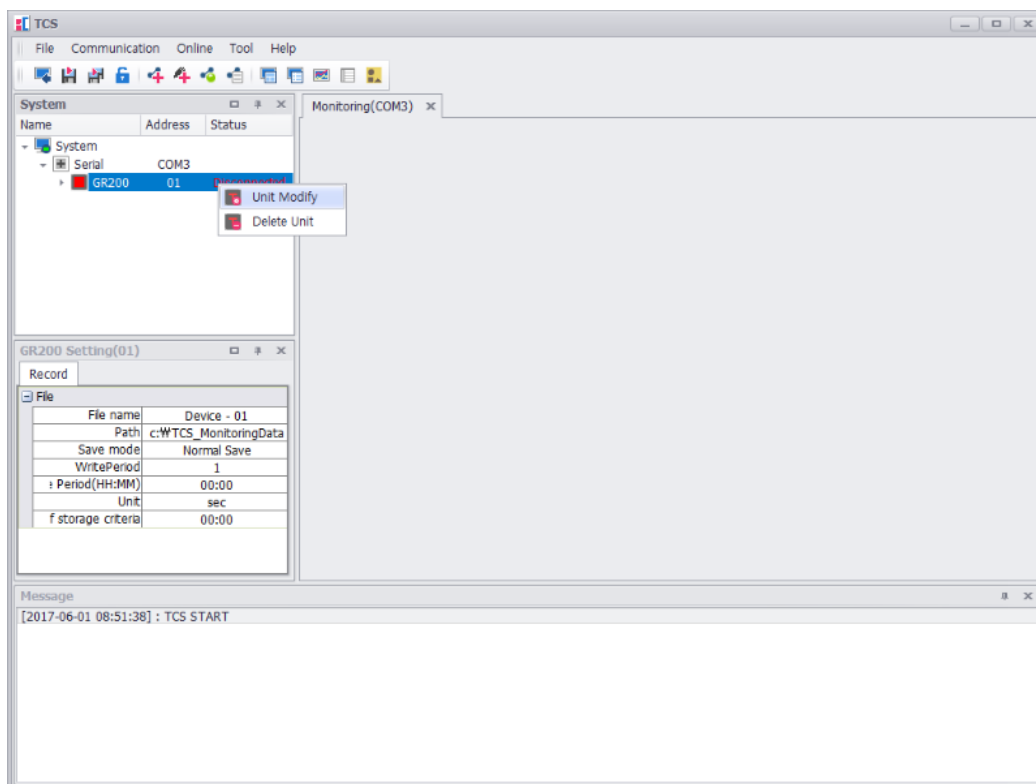 TCS
File Communication Online Tool Help
System
Name Address Status
System
Serial COM3
GR200 01 Disconnected
Unit Modify
Delete Unit
Monitoring(COM3)
GR200 Setting(01)
Record
File
File name Device - 01
Path c:₩TCS_MonitoringData
Save mode Normal Save
WritePeriod 1
Period(HH:MM) 00:00
Unit sec
f storage criteria 00:00
Message
[2017-06-01 08:51:38] : TCS START